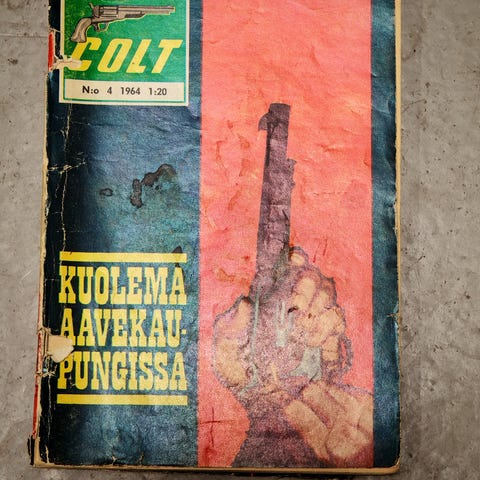 COLT
N:o 4 1964 1:20
KUOLEMA
AAVEKAU-
PUNGISSA